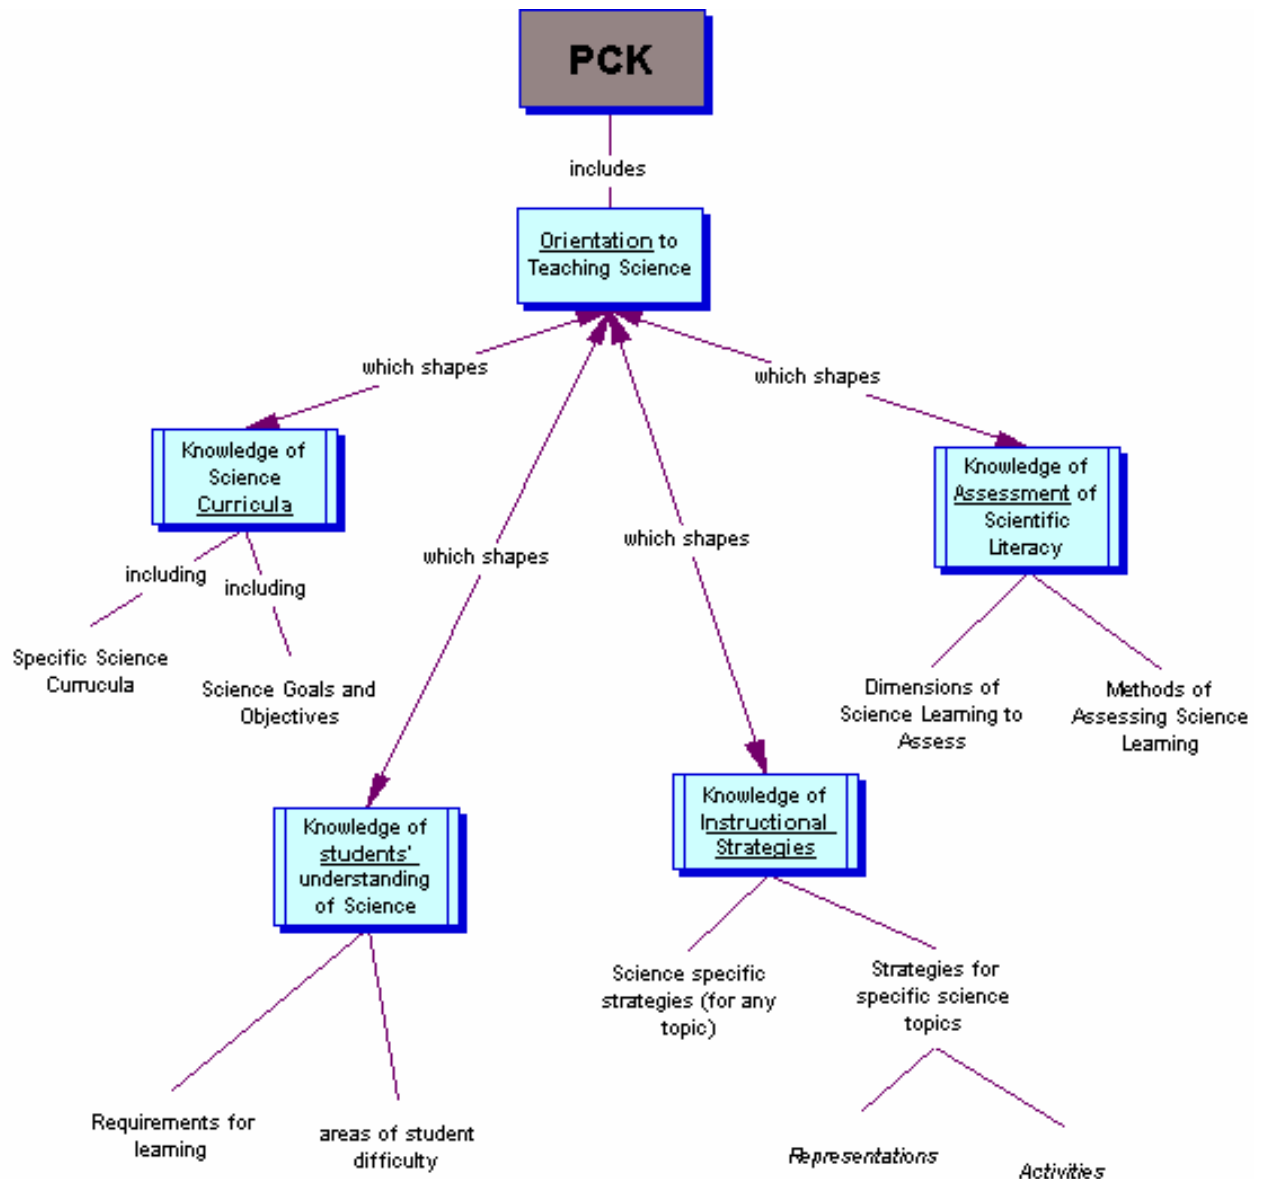 PCK
includes
Orientation to
Teaching Science
which shapes
which shapes
Knowledge of
Science
Curricula
Knowledge of
Assessment of
Scientific
Literacy
which shapes
which shapes
including
including
Specific Science
Currucula
Science Goals and
Objectives
Dimensions of
Science Learning to
Assess
Methods of
Assessing Science
Learning
Knowledge of
students'
understanding
of Science
Knowledge of
Instructional
Strategies
Science specific
strategies (for any
topic)
Strategies for
specific science
topics
Requirements for
learning
areas of student
difficulty
Representations
Activities